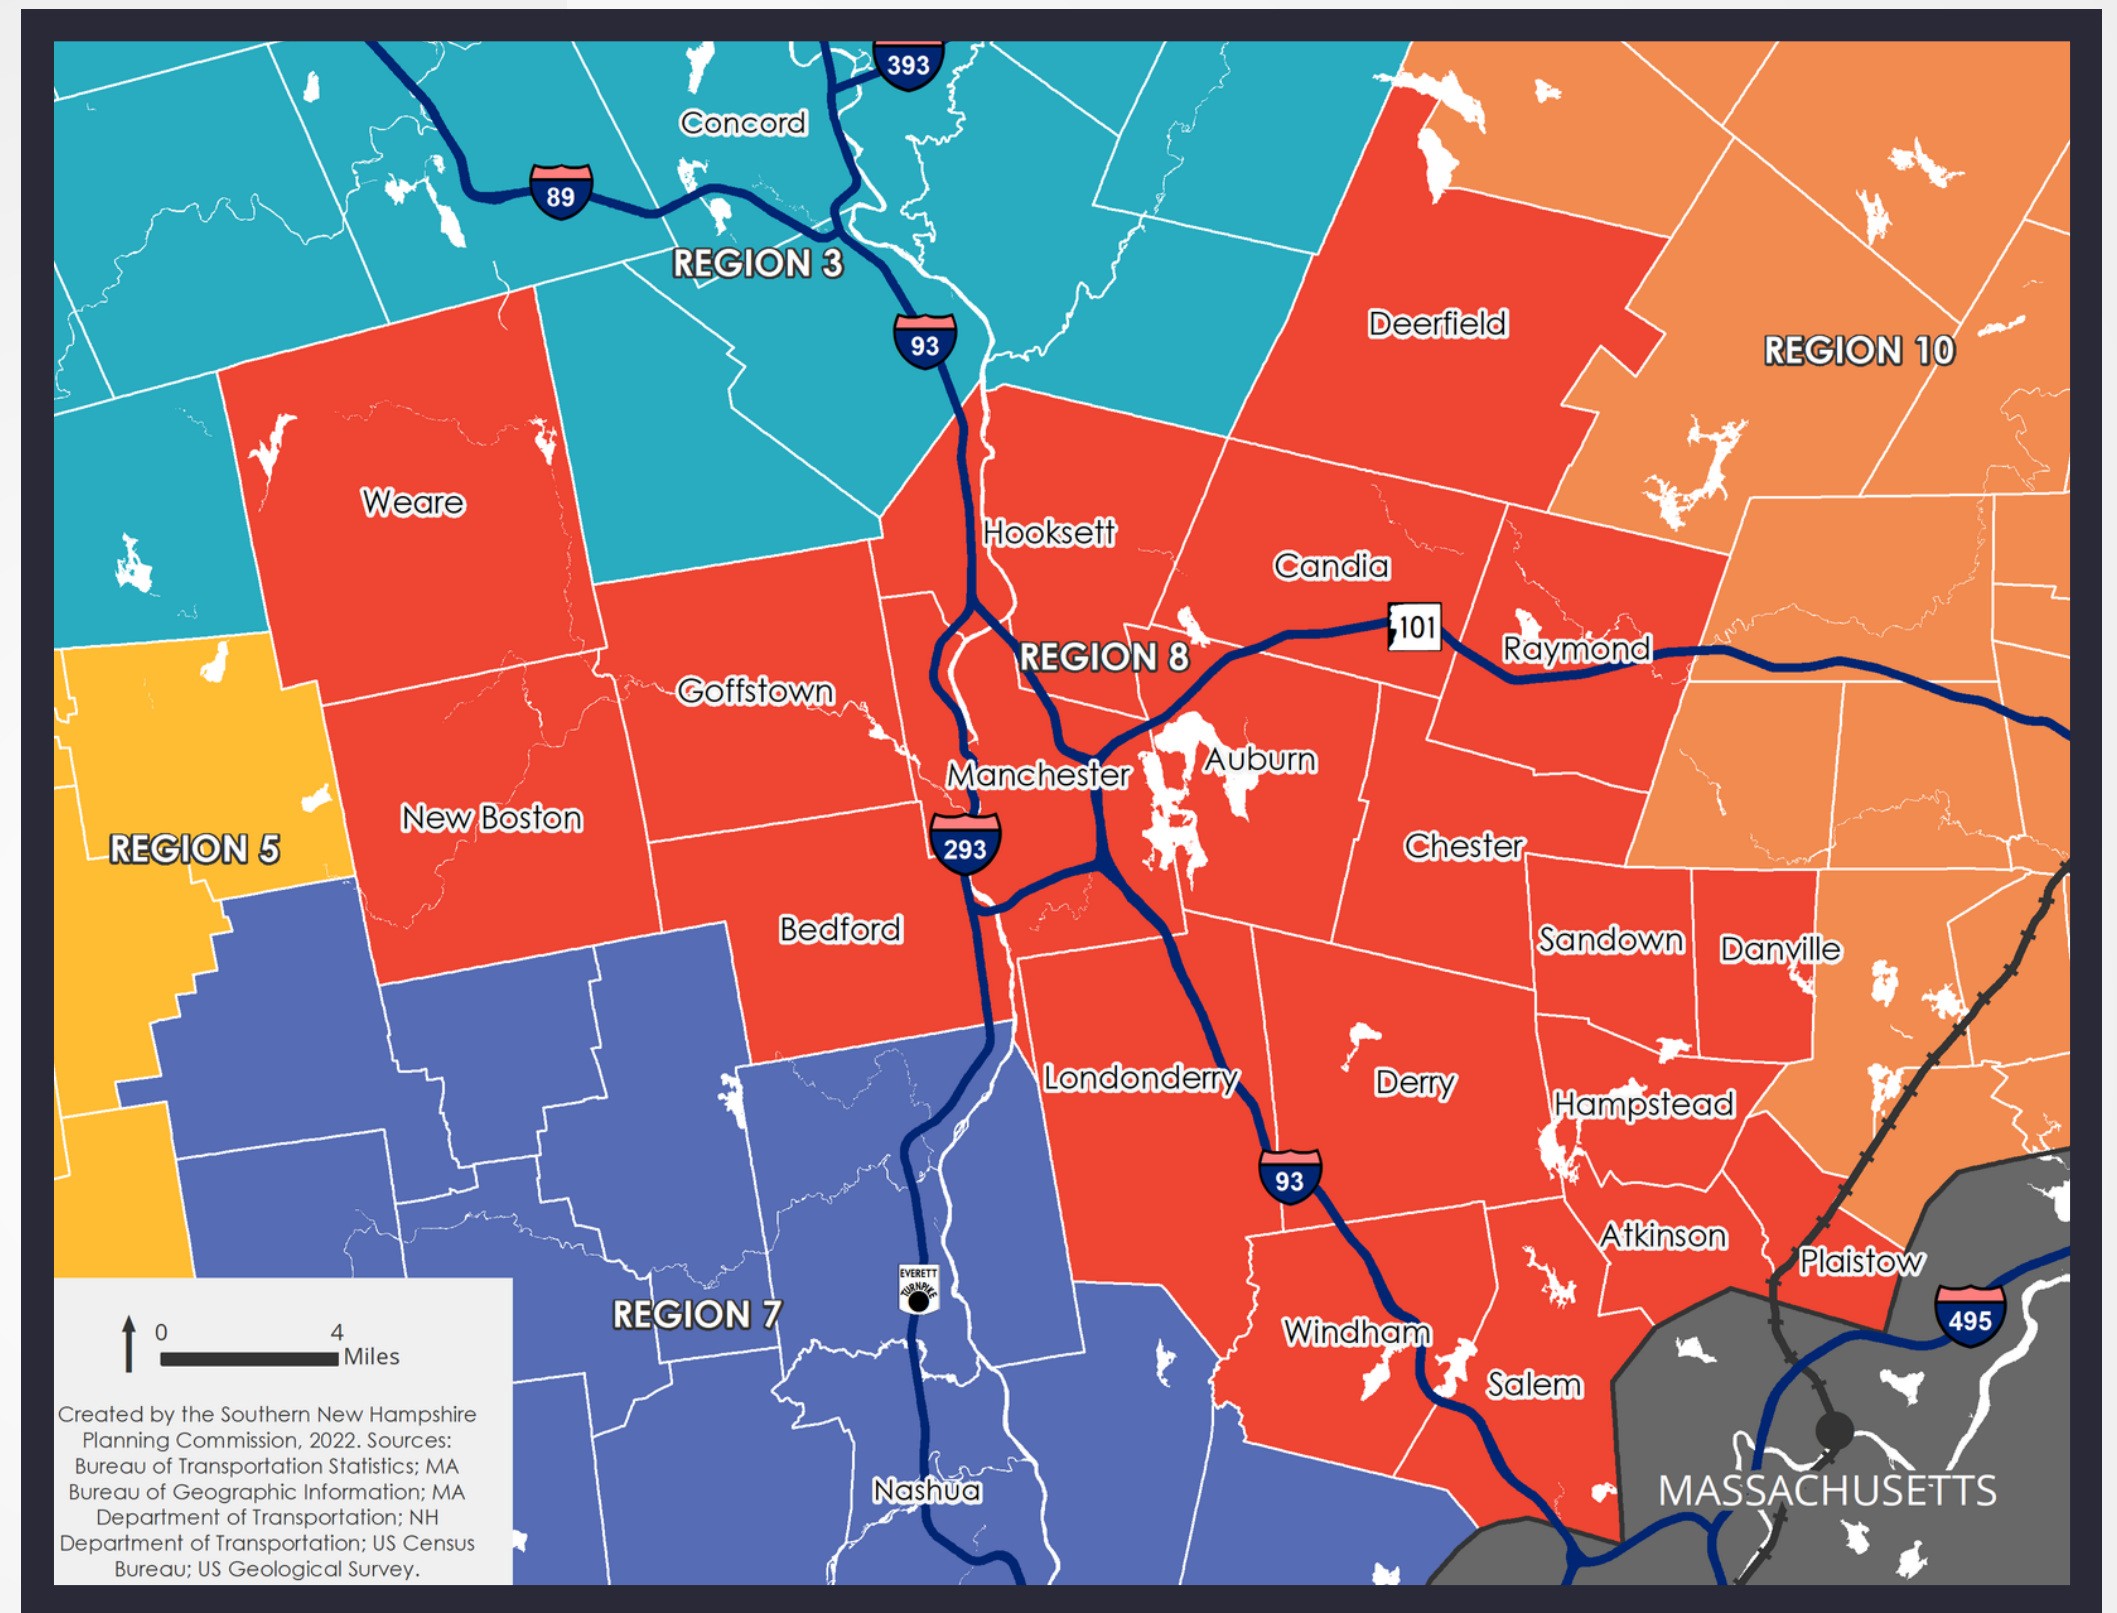 393
Concord
89
REGION 3
93
Deerfield
REGION 10
Weare
Hooksett
Candia
101
Raymond
REGION 8
Goffstown
Manchester
Auburn
New Boston
293
Chester
REGION 5
Bedford
Sandown
Danville
Londonderry
Derry
Hampstead
93
Atkinson
Plaistow
EVERETT
TURNPIKE
REGION 7
495
Windham
Salem
0 4
Miles
Nashua
MASSACHUSETTS
Created by the Southern New Hampshire
Planning Commission, 2022. Sources:
Bureau of Transportation Statistics; MA
Bureau of Geographic Information; MA
Department of Transportation; NH
Department of Transportation; US Census
Bureau; US Geological Survey.